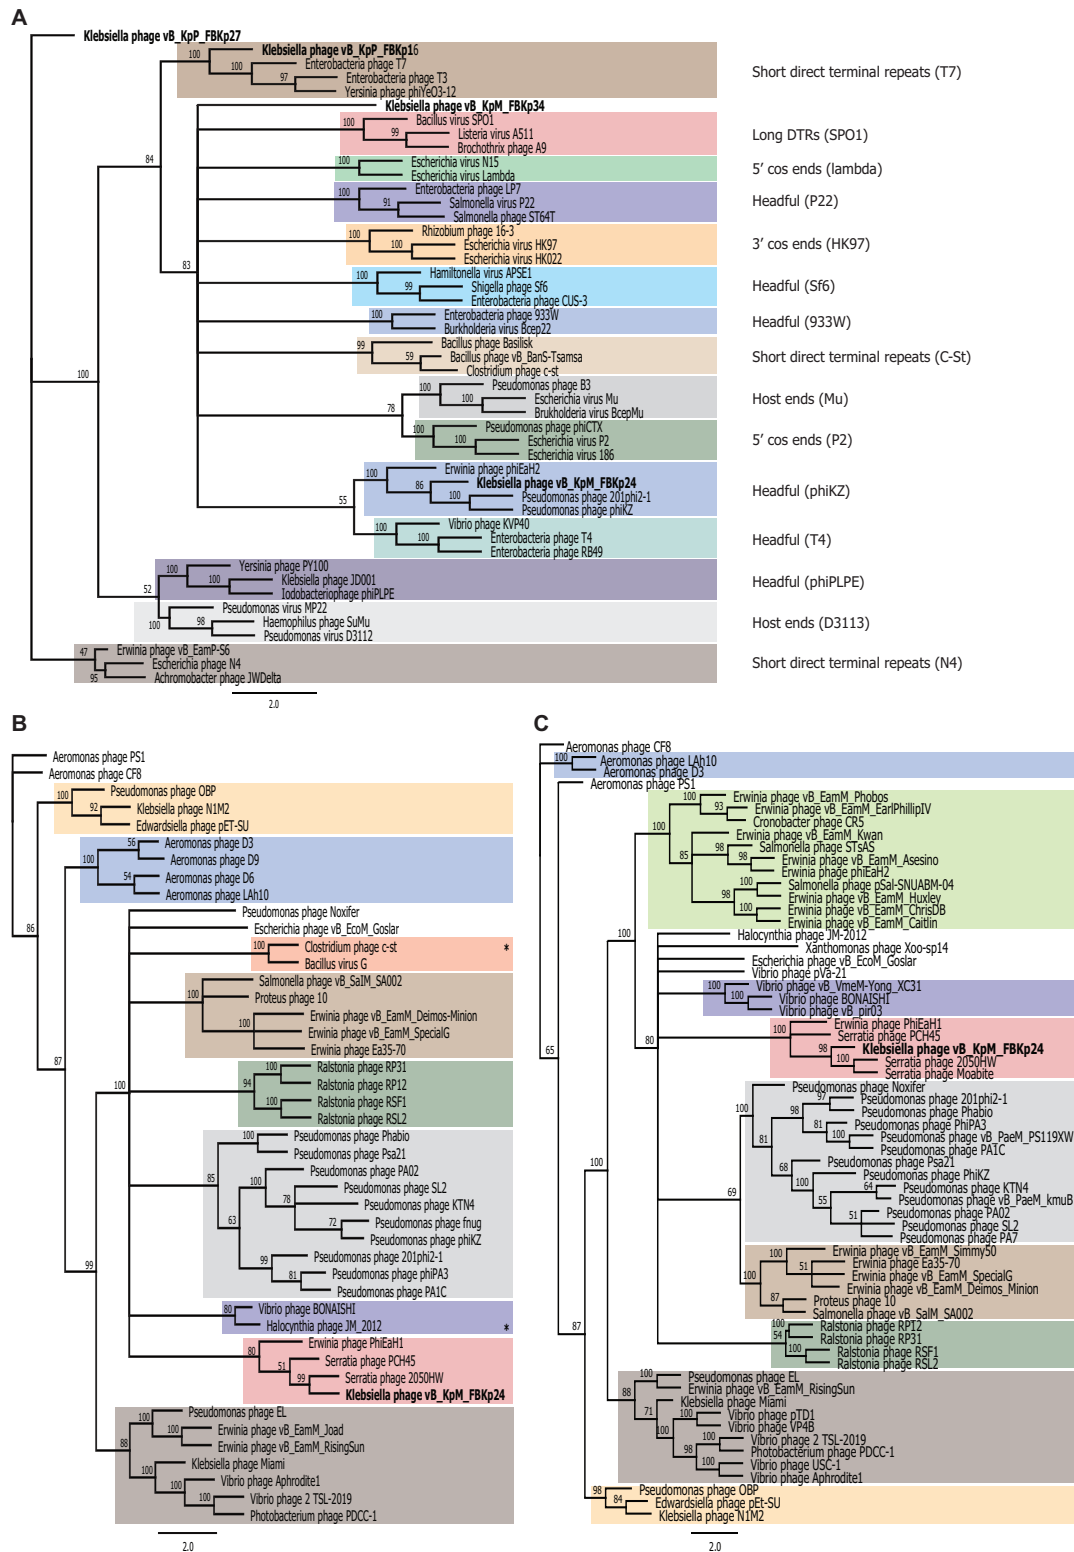 A
Klebsiella phage vB_KpP_FBKp27
100
Klebsiella phage vB_KpP_FBKp16
100
Enterobacteria phage T7
97
Enterobacteria phage T3
Yersinia phage phiYeO3-12
Short direct terminal repeats (T7)
84
Klebsiella phage vB_KpM_FBKp34
100
Bacillus virus SPO1
99
Listeria virus A511
Brochothrix phage A9
Long DTRs (SPO1)
100
Escherichia virus N15
Escherichia virus Lambda
5′ cos ends (lambda)
100
Enterobacteria phage LP7
91
Salmonella virus P22
Salmonella phage ST64T
Headful (P22)
100
Rhizobium phage 16-3
100
Escherichia virus HK97
Escherichia virus HK022
3′ cos ends (HK97)
83
100
Hamiltonella virus APSE1
99
Shigella phage Sf6
Enterobacteria phage CUS-3
Headful (Sf6)
100
Enterobacteria phage 933W
Burkholderia virus Bcep22
Headful (933W)
99
Bacillus phage Basilisk
59
Bacillus phage vB_BanS-Tsamsa
Clostridium phage c-st
Short direct terminal repeats (C-St)
100
78
100
Pseudomonas phage B3
100
Escherichia virus Mu
Brukholderia virus BcepMu
Host ends (Mu)
100
Pseudomonas phage phiCTX
100
Escherichia virus P2
Escherichia virus 186
5′ cos ends (P2)
55
100
Erwinia phage phiEaH2
86
Klebsiella phage vB_KpM_FBKp24
100
Pseudomonas phage 201phi2-1
Pseudomonas phage phiKZ
Headful (phiKZ)
100
Vibrio phage KVP40
100
Enterobacteria phage T4
Enterobacteria phage RB49
Headful (T4)
52
100
Yersinia phage PY100
100
Klebsiella phage JD001
Iodobacteriophage phiPLPE
Headful (phiPLPE)
100
Pseudomonas virus MP22
98
Haemophilus phage SuMu
Pseudomonas virus D3112
Host ends (D3113)
47
Erwinia phage vB_EamP-S6
95
Escherichia phage N4
Achromobacter phage JWDelta
Short direct terminal repeats (N4)
2.0
B
Aeromonas phage PS1
Aeromonas phage CF8
100
Pseudomonas phage OBP
92
Klebsiella phage N1M2
Edwardsiella phage pET-SU
86
100
56
Aeromonas phage D3
Aeromonas phage D9
54
Aeromonas phage D6
Aeromonas phage LAh10
87
Pseudomonas phage Noxifer
Escherichia phage vB_EcoM_Goslar
100
Clostridium phage c-st
*
Bacillus virus G
100
Salmonella phage vB_SalM_SA002
Proteus phage 10
100
Erwinia phage vB_EamM_Deimos-Minion
Erwinia phage vB_EamM_SpecialG
Erwinia phage Ea35-70
100
94
100
Ralstonia phage RP31
Ralstonia phage RP12
100
Ralstonia phage RSF1
Ralstonia phage RSL2
85
100
Pseudomonas phage Phabio
Pseudomonas phage Psa21
63
100
Pseudomonas phage PA02
78
Pseudomonas phage SL2
Pseudomonas phage KTN4
72
Pseudomonas phage fnug
Pseudomonas phage phiKZ
99
Pseudomonas phage 201phi2-1
81
Pseudomonas phage phiPA3
Pseudomonas phage PA1C
99
80
Vibrio phage BONAISHI
Halocynthia phage JM_2012
*
80
Erwinia phage PhiEaH1
51
Serratia phage PCH45
99
Serratia phage 2050HW
Klebsiella phage vB_KpM_FBKp24
88
100
Pseudomonas phage EL
100
Erwinia phage vB_EamM_Joad
Erwinia phage vB_EamM_RisingSun
100
Klebsiella phage Miami
100
Vibrio phage Aphrodite1
100
Vibrio phage 2 TSL-2019
Photobacterium phage PDCC-1
2.0
C
Aeromonas phage CF8
100
Aeromonas phage LAh10
Aeromonas phage D3
Aeromonas phage PS1
100
100
Erwinia phage vB_EamM_Phobos
93
Erwinia phage vB_EamM_EarlPhillipIV
Cronobacter phage CR5
85
Erwinia phage vB_EamM_Kwan
98
Salmonella phage STsAS
98
Erwinia phage vB_EamM_Asesino
Erwinia phage phiEaH2
98
100
Salmonella phage pSal-SNUABM-04
Erwinia phage vB_EamM_Huxley
100
Erwinia phage vB_EamM_ChrisDB
Erwinia phage vB_EamM_Caitlin
100
Halocynthia phage JM-2012
Xanthomonas phage Xoo-sp14
Escherichia phage vB_EcoM_Goslar
Vibrio phage pVa-21
100
Vibrio phage vB_VmeM-Yong_XC31
100
Vibrio phage BONAISHI
Vibrio phage vB_pir03
80
100
Erwinia phage PhiEaH1
Serratia phage PCH45
98
Klebsiella phage vB_KpM_FBKp24
100
Serratia phage 2050HW
Serratia phage Moabite
65
100
Pseudomonas phage Noxifer
81
98
97
Pseudomonas phage 201phi2-1
Pseudomonas phage Phabio
81
Pseudomonas phage PhiPA3
100
Pseudomonas phage vB_PaeM_PS119XW
Pseudomonas phage PA1C
68
Pseudomonas phage Psa21
100
Pseudomonas phage PhiKZ
55
64
Pseudomonas phage KTN4
Pseudomonas phage vB_PaeM_kmuB
51
Pseudomonas phage PA02
Pseudomonas phage SL2
Pseudomonas phage PA7
100
69
100
100
Erwinia phage vB_EamM_Simmy50
51
Erwinia phage Ea35-70
Erwinia phage vB_EamM_SpecialG
Erwinia phage vB_EamM_Deimos_Minion
87
Proteus phage 10
Salmonella phage vB_SalM_SA002
100
Ralstonia phage RP12
54
Ralstonia phage RP31
100
Ralstonia phage RSF1
Ralstonia phage RSL2
87
88
100
Pseudomonas phage EL
Erwinia phage vB_EamM_RisingSun
71
Klebsiella phage Miami
100
100
Vibrio phage pTD1
Vibrio phage VP4B
98
100
Vibrio phage 2 TSL-2019
Photobacterium phage PDCC-1
100
Vibrio phage USC-1
Vibrio phage Aphrodite1
98
Pseudomonas phage OBP
84
Edwardsiella phage pEt-SU
Klebsiella phage N1M2
2.0